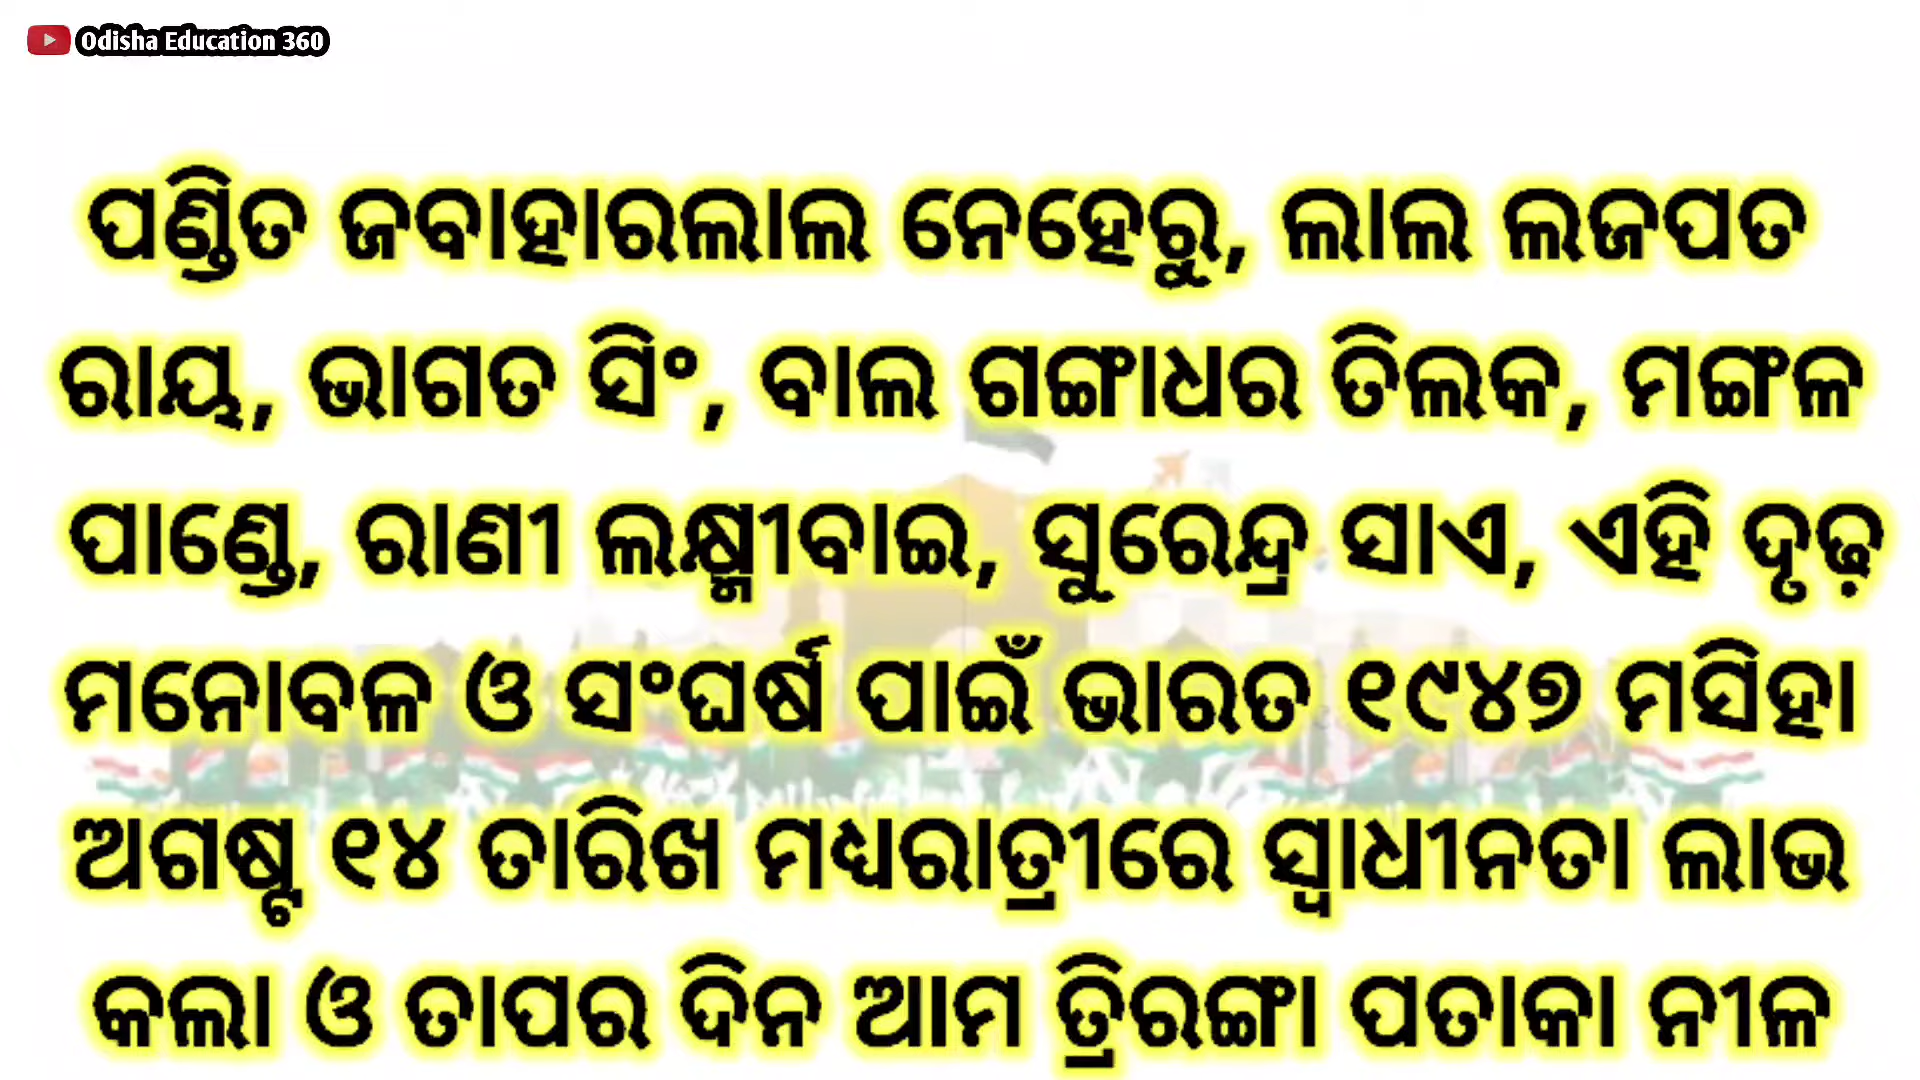 Odisha Education 360
ପଣ୍ଡିତ ଜବାହାରଲାଲ ନେହେରୁ, ଲାଲ ଲଜପତ
ରାୟ, ଭାଗତ ସିଂ, ବାଲ ଗଙ୍ଗାଧର ତିଲକ, ମଙ୍ଗଳ
ପାଣ୍ଡେ, ରାଣୀ ଲକ୍ଷ୍ମୀବାଇ, ସୁରେନ୍ଦ୍ର ସାଏ, ଏହି ଦୃଢ଼
ମନୋବଳ ଓ ସଂଘର୍ଷ ପାଇଁ ଭାରତ ୧୯୪୭ ମସିହା
ଅଗଷ୍ଟ ୧୪ ତାରିଖ ମଧ୍ୟରାତ୍ରୀରେ ସ୍ୱାଧୀନତା ଲାଭ
କଲା ଓ ତାପର ଦିନ ଆମ ତ୍ରିରଙ୍ଗା ପତାକା ନୀଳ